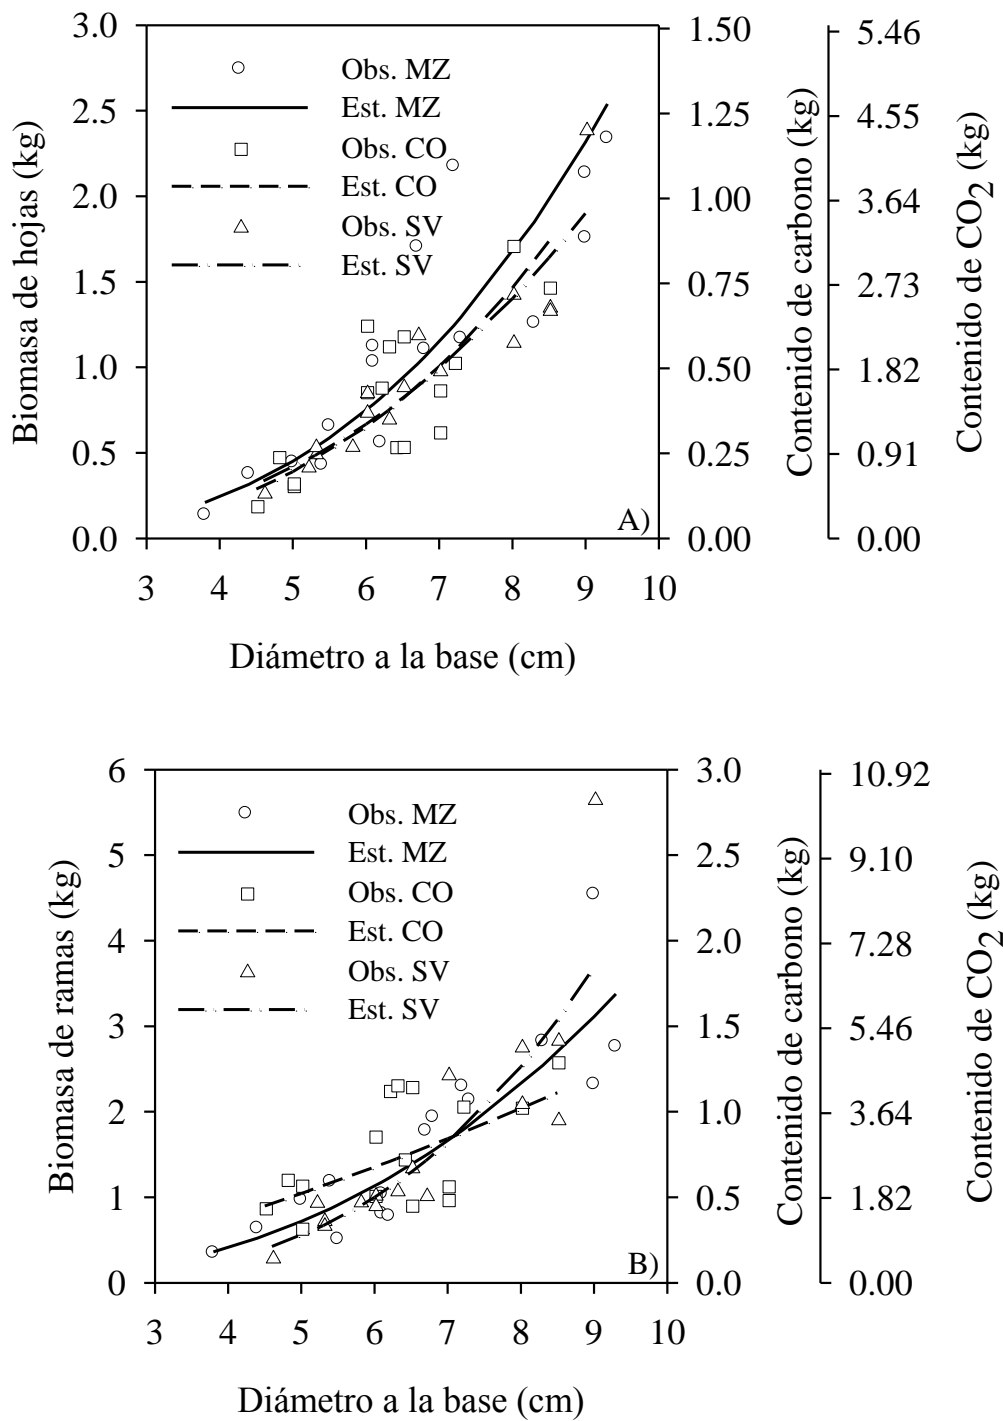 3.0
2.5
2.0
1.5
1.0
0.5
0.0
Biomasa de hojas (kg)
Obs. MZ
Est. MZ
Obs. CO
Est. CO
Obs. SV
Est. SV
A)
1.50
1.25
1.00
0.75
0.50
0.25
0.00
Contenido de carbono (kg)
5.46
4.55
3.64
2.73
1.82
0.91
0.00
Contenido de CO2 (kg)
3 4 5 6 7 8 9 10
Diámetro a la base (cm)
6
5
4
3
2
1
0
Biomasa de ramas (kg)
Obs. MZ
Est. MZ
Obs. CO
Est. CO
Obs. SV
Est. SV
B)
3.0
2.5
2.0
1.5
1.0
0.5
0.0
Contenido de carbono (kg)
10.92
9.10
7.28
5.46
3.64
1.82
0.00
Contenido de CO2 (kg)
3 4 5 6 7 8 9 10
Diámetro a la base (cm)